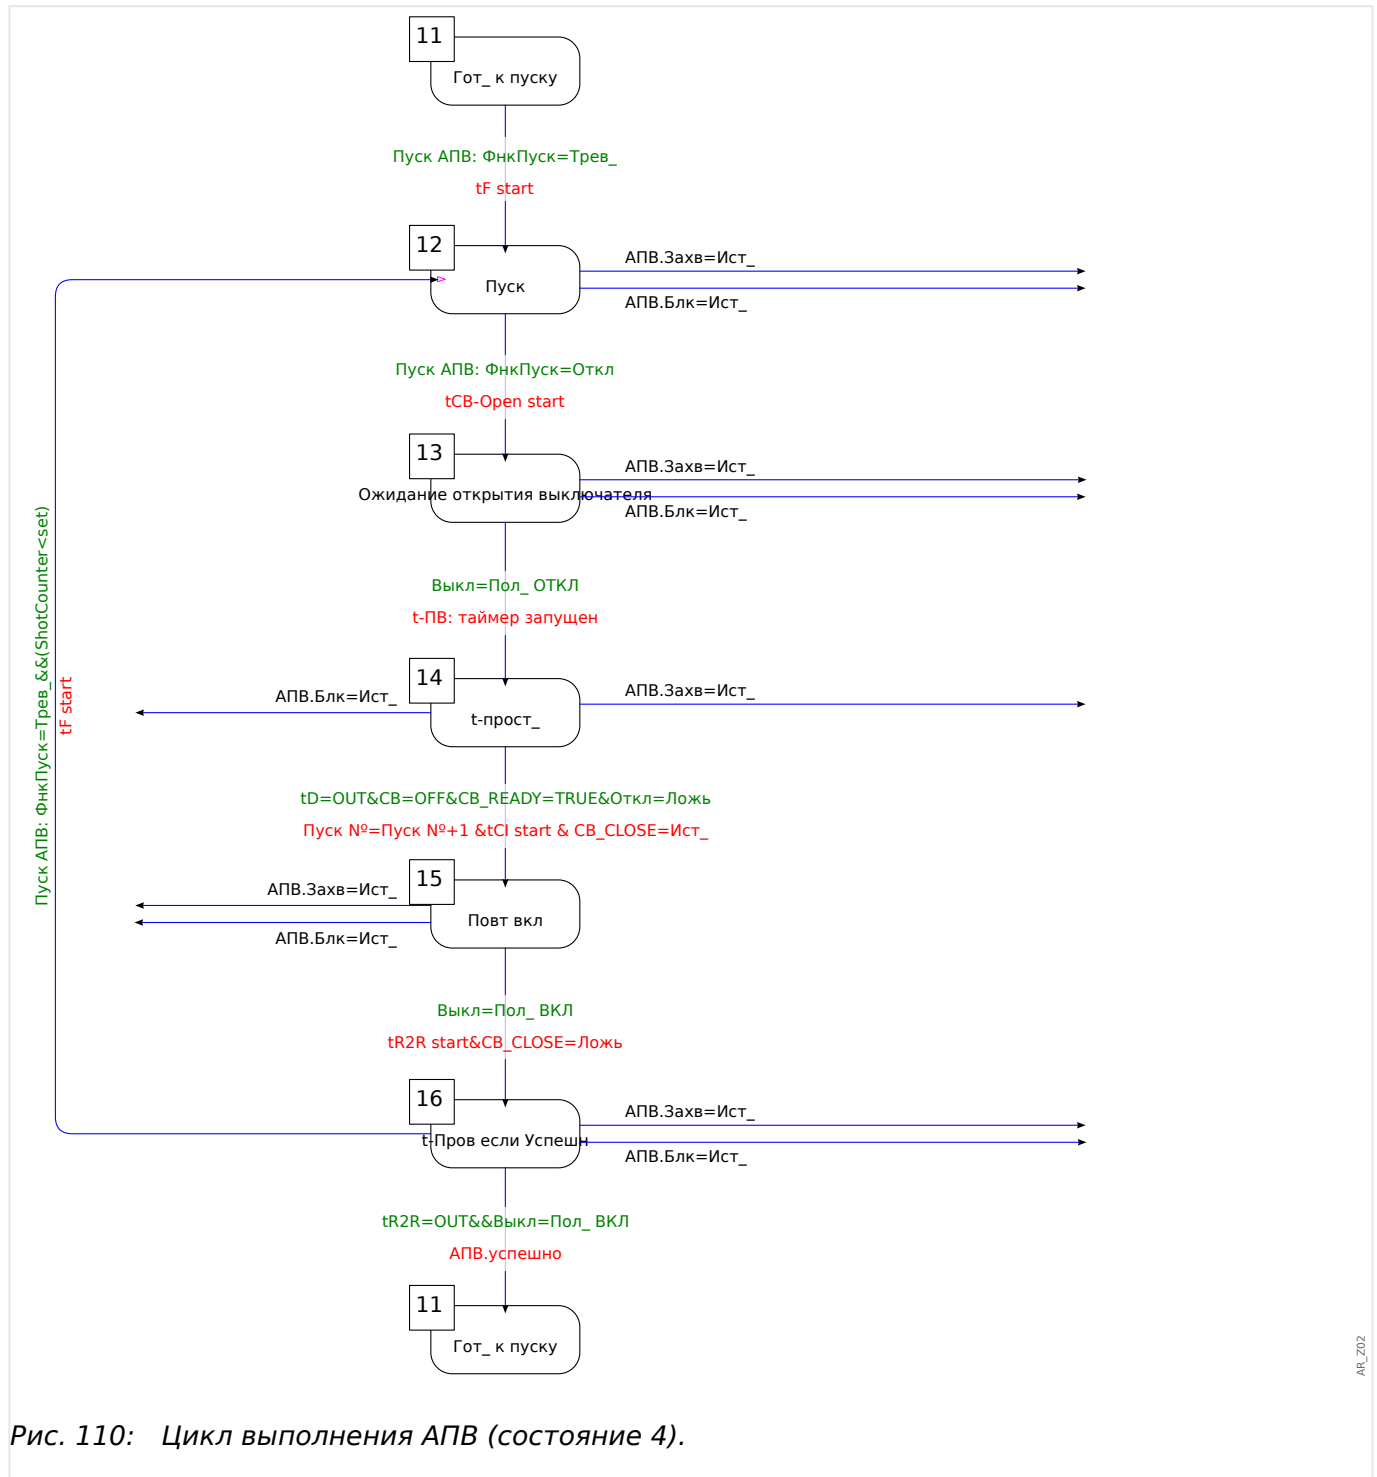 11
Гот_ к пуску
Пуск АПВ: ФнкПуск=Трев_
tF start
12
Пуск
АПВ.Захв=Ист_
АПВ.Блк=Ист_
Пуск АПВ: ФнкПуск=Откл
tCB-Open start
13
Ожидание открытия выключателя
АПВ.Захв=Ист_
АПВ.Блк=Ист_
Выкл=Пол_ ОТКЛ
t-ПВ: таймер запущен
14
t-прост_
АПВ.Блк=Ист_
АПВ.Захв=Ист_
Пуск АПВ: ФнкПуск=Трев_&&(ShotCounter<set)
tF start
tD=OUT&CB=OFF&CB_READY=TRUE&Откл=Ложь
Пуск №=Пуск №+1 &tCI start & CB_CLOSE=Ист_
15
Повт вкл
АПВ.Захв=Ист_
АПВ.Блк=Ист_
Выкл=Пол_ ВКЛ
tR2R start&CB_CLOSE=Ложь
16
t-Пров если Успешн
АПВ.Захв=Ист_
АПВ.Блк=Ист_
tR2R=OUT&&Выкл=Пол_ ВКЛ
АПВ.успешно
11
Гот_ к пуску
AR_Z02
Рис. 110: Цикл выполнения АПВ (состояние 4).